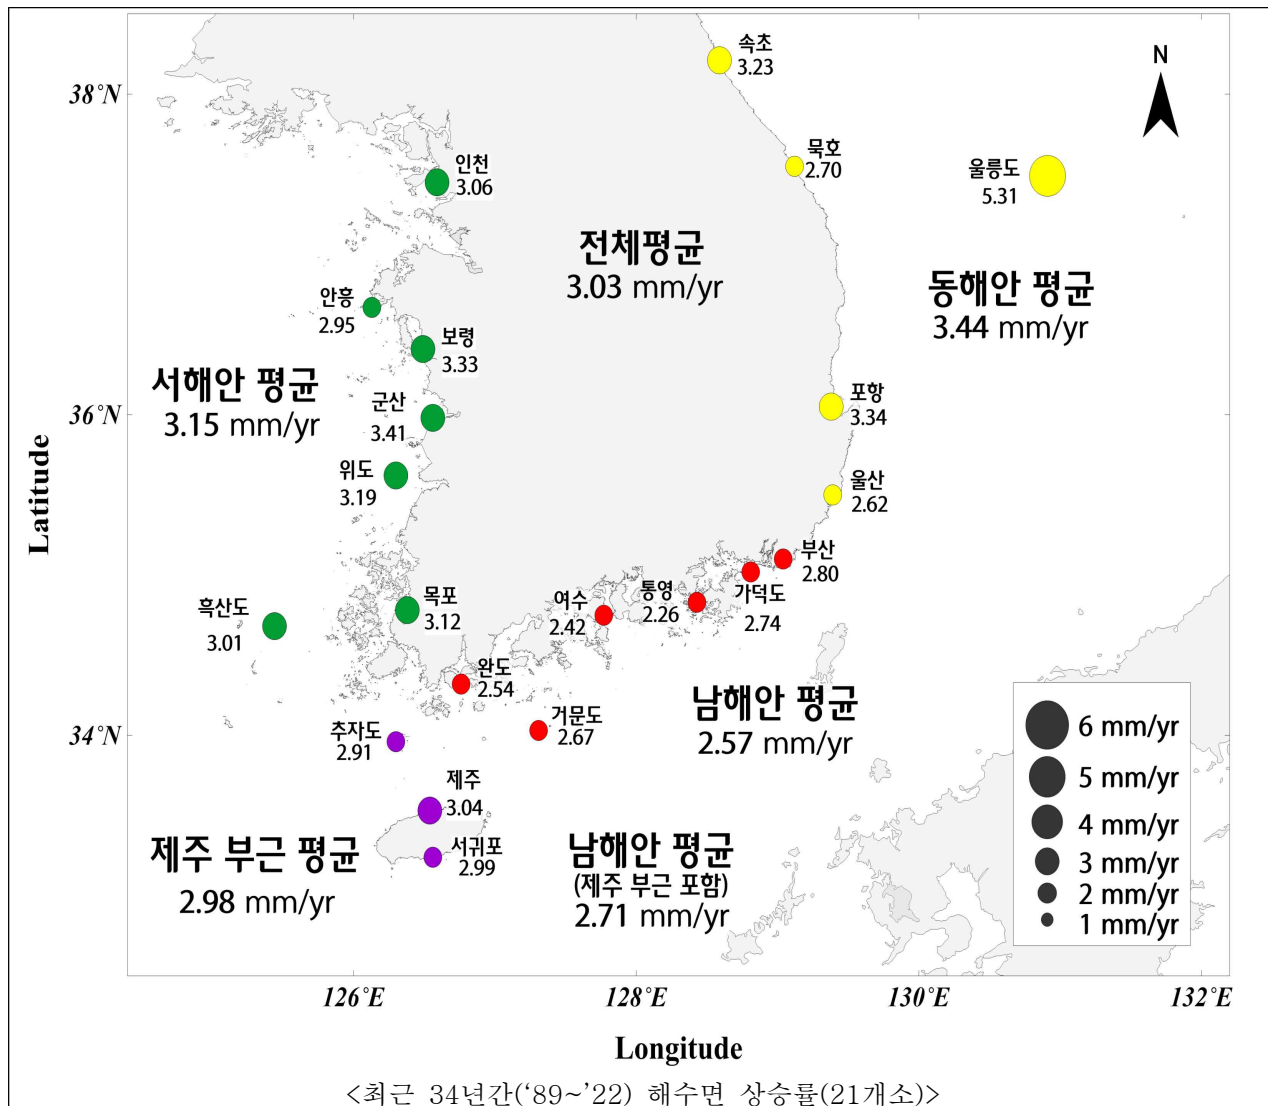 속초
3.23
N
38°N
묵호
2.70
울릉도
5.31
인천
3.06
전체평균
3.03 mm/yr
동해안 평균
3.44 mm/yr
안흥
2.95
보령
3.33
서해안 평균
3.15 mm/yr
군산
3.41
포항
3.34
36°N
위도
3.19
울산
2.62
Latitude
부산
2.80
가덕도
2.74
통영
2.26
여수
2.42
목포
3.12
흑산도
3.01
완도
2.54
거문도
2.67
남해안 평균
2.57 mm/yr
추자도
2.91
34°N
제주
3.04
서귀포
2.99
제주 부근 평균
2.98 mm/yr
남해안 평균
(제주 부근 포함)
2.71 mm/yr
6 mm/yr
5 mm/yr
4 mm/yr
3 mm/yr
2 mm/yr
1 mm/yr
126°E
128°E
130°E
132°E
Longitude
<최근 34년간(‘89~’22) 해수면 상승률(21개소)>